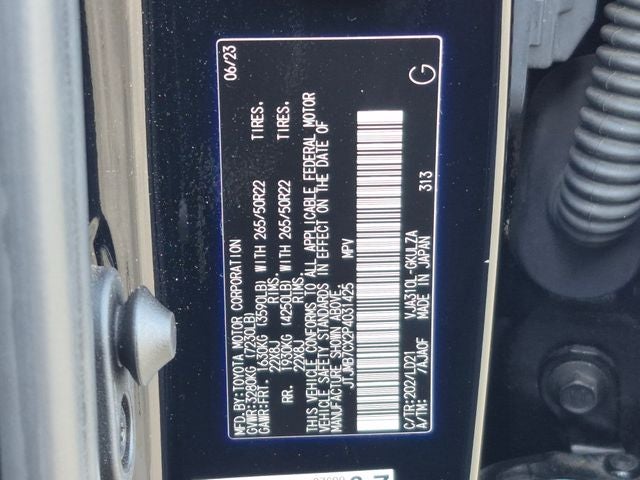 MFD.BY:TOYOTA MOTOR CORPORATION 06/23
GVWR:3280KG (7230LB)
GAWR:FRT. 1630KG (3590LB) WITH 265/50R22 TIRES.
22X8J RIMS.
RR. 1930KG (4250LB) WITH 265/50R22 TIRES.
22X8J RIMS.
THIS VEHICLE CONFORMS TO ALL APPLICABLE FEDERAL MOTOR
VEHICLE SAFETY STANDARDS IN EFFECT ON THE DATE OF
MANUFACTURE SHOWN ABOVE.
JTJMB7CX2P4031425 MPV
C/TR:202/LD21 VJA310L-GKULZA
A/TM: /AJA0F MADE IN JAPAN 313
G